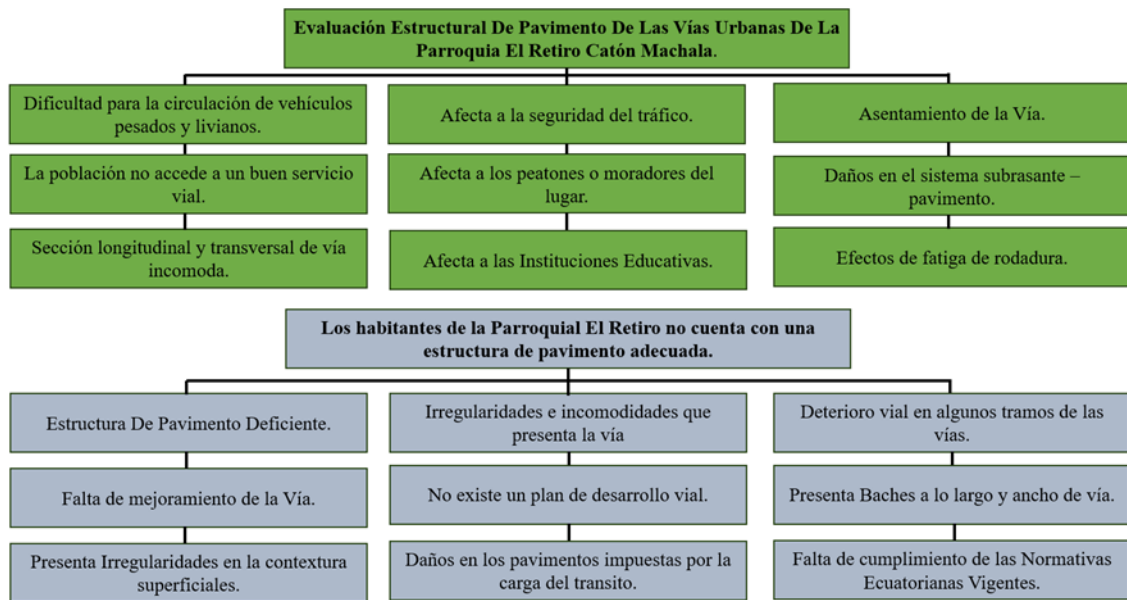 Evaluación Estructural De Pavimento De Las Vías Urbanas De La
Parroquia El Retiro Catón Machala.
Dificultad para la circulación de vehículos
pesados y livianos.
Afecta a la seguridad del tráfico.
Asentamiento de la Vía.
La población no accede a un buen servicio
vial.
Afecta a los peatones o moradores del
lugar.
Daños en el sistema subrasante –
pavimento.
Sección longitudinal y transversal de vía
incomoda.
Afecta a las Instituciones Educativas.
Efectos de fatiga de rodadura.
Los habitantes de la Parroquial El Retiro no cuenta con una
estructura de pavimento adecuada.
Estructura De Pavimento Deficiente.
Irregularidades e incomodidades que
presenta la vía
Deterioro vial en algunos tramos de las
vías.
Falta de mejoramiento de la Vía.
No existe un plan de desarrollo vial.
Presenta Baches a lo largo y ancho de vía.
Presenta Irregularidades en la contextura
superficiales.
Daños en los pavimentos impuestas por la
carga del transito.
Falta de cumplimiento de las Normativas
Ecuatorianas Vigentes.